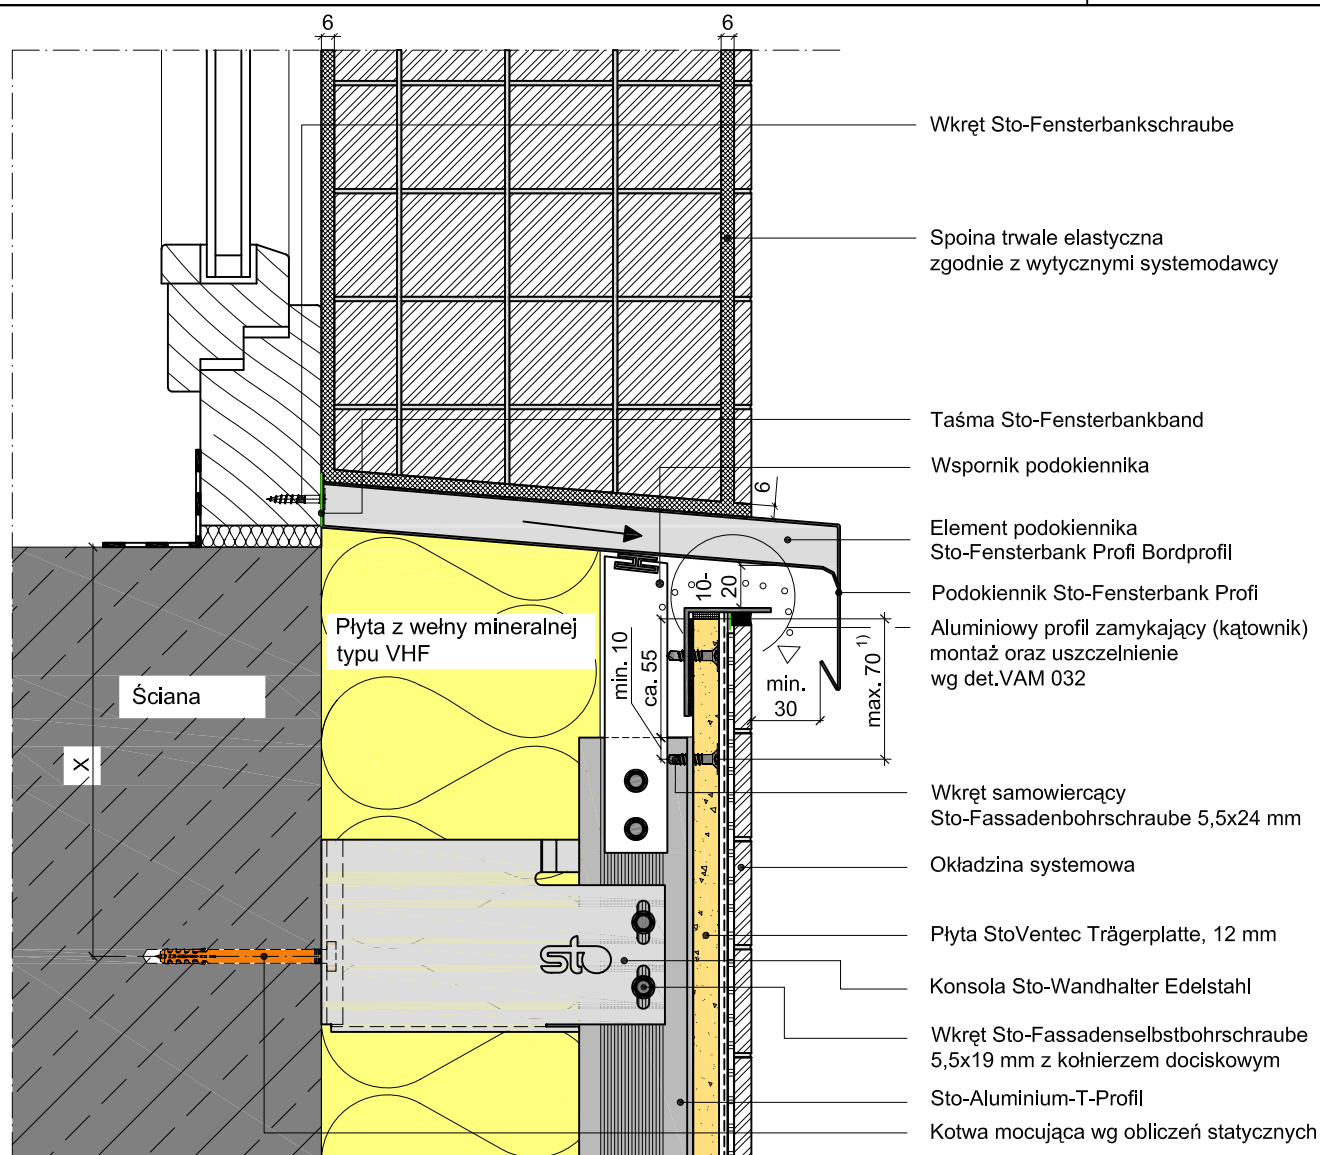 6
6
Wkręt Sto-Fensterbankschraube
Spoina trwale elastyczna
zgodnie z wytycznymi systemodawcy
Taśma Sto-Fensterbankband
Wspornik podokiennika
6
Element podokiennika
Sto-Fensterbank Profi Bordprofil
10-
20
Podokiennik Sto-Fensterbank Profi
Płyta z wełny mineralnej
typu VHF
Aluminiowy profil zamykający (kątownik)
montaż oraz uszczelnienie
wg det.VAM 032
min. 10
ca. 55
min.
30
max. 70 1)
Ściana
X
Wkręt samowiercący
Sto-Fassadenbohrschraube 5,5x24 mm
Okładzina systemowa
Płyta StoVentec Trägerplatte, 12 mm
sto
Konsola Sto-Wandhalter Edelstahl
Wkręt Sto-Fassadenselbstbohrschraube
5,5x19 mm z kołnierzem dociskowym
Sto-Aluminium-T-Profil
Kotwa mocująca wg obliczeń statycznych